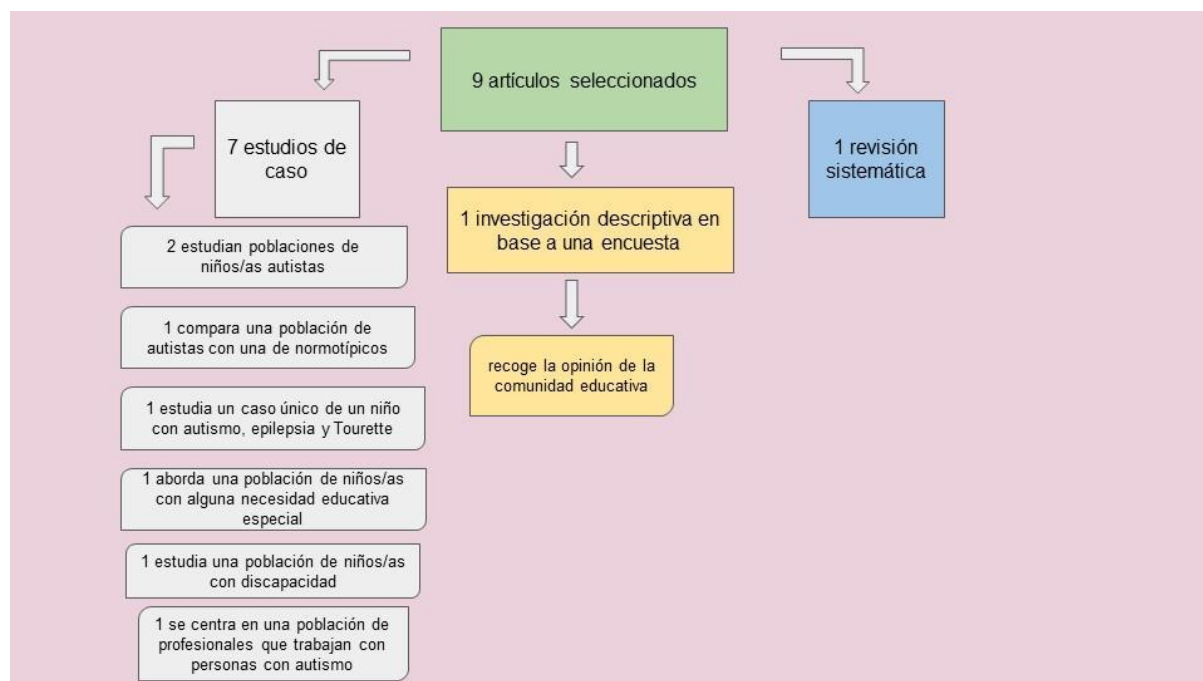 9 artículos seleccionados
7 estudios de
caso
2 estudian poblaciones de
niños/as autistas
1 compara una población de
autistas con una de normotípicos
1 estudia un caso único de un niño
con autismo, epilepsia y Tourette
1 aborda una población de niños/as
con alguna necesidad educativa
especial
1 estudia una población de niños/as
con discapacidad
1 se centra en una población de
profesionales que trabajan con
personas con autismo
1 investigación descriptiva en
base a una encuesta
recoge la opinión de la
comunidad educativa
1 revisión
sistemática